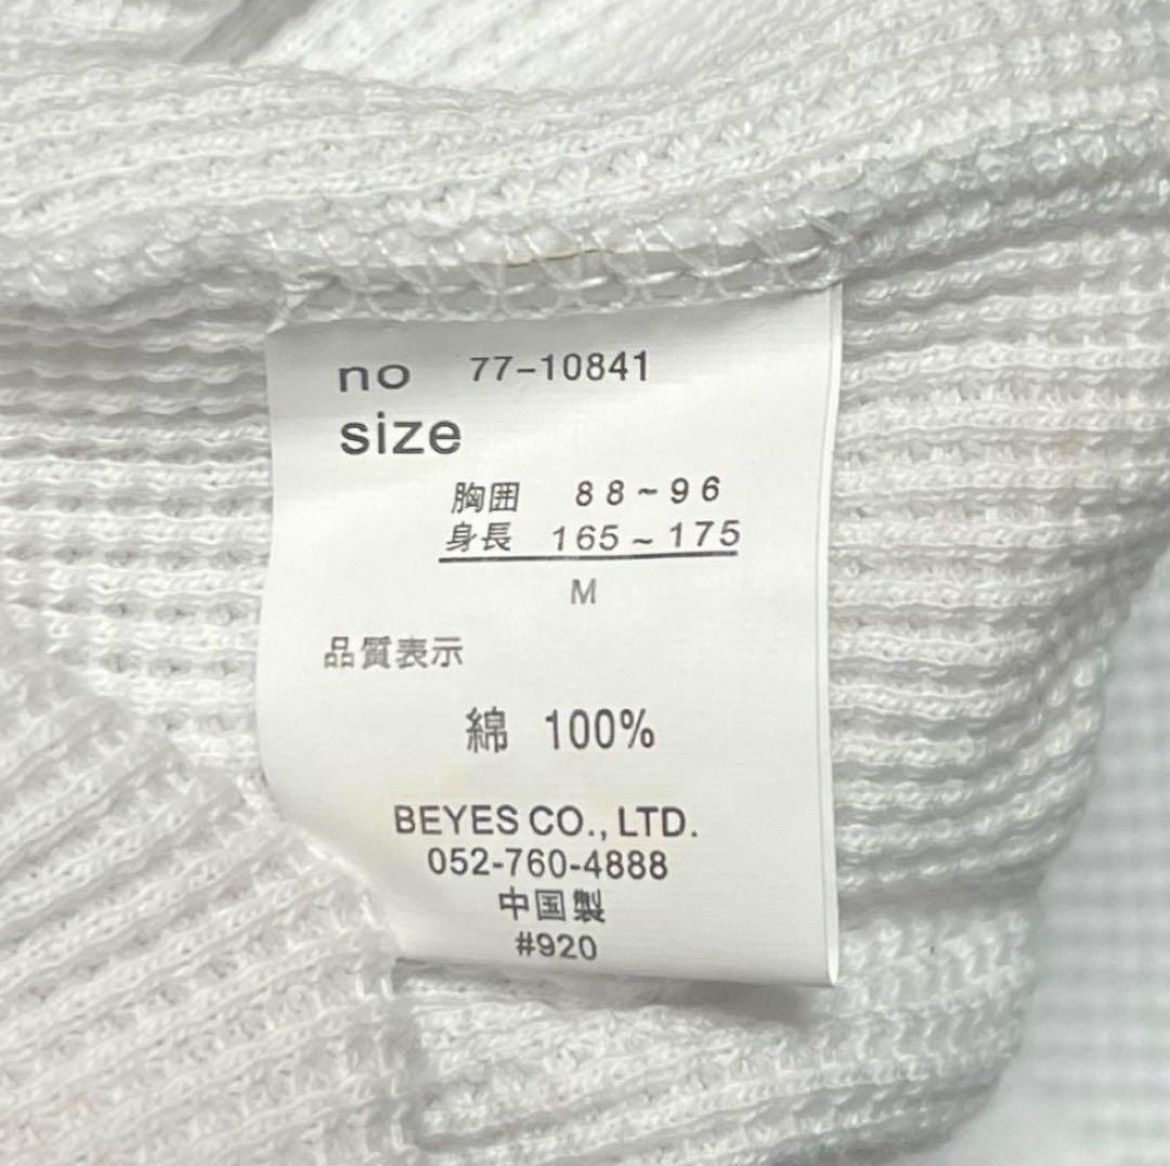 no 77-10841
size
胸囲 88~96
身長 165~175
M
品質表示
綿 100%
BEYES CO., LTD.
052-760-4888
中国製
#920